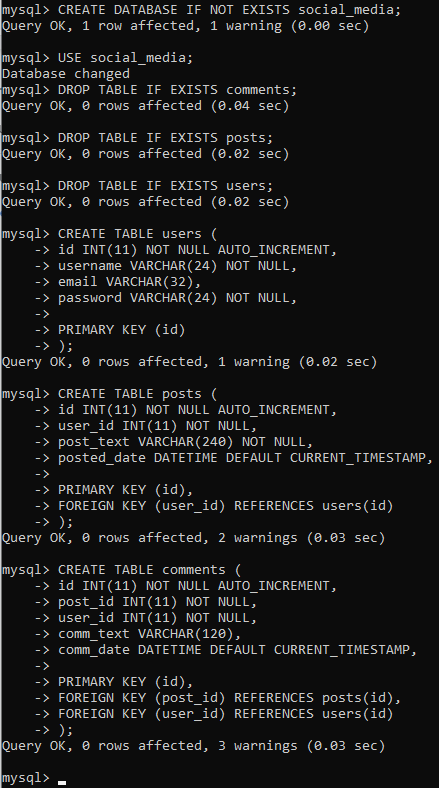 mysql> CREATE DATABASE IF NOT EXISTS social_media;
Query OK, 1 row affected, 1 warning (0.00 sec)

mysql> USE social_media;
Database changed
mysql> DROP TABLE IF EXISTS comments;
Query OK, 0 rows affected (0.04 sec)

mysql> DROP TABLE IF EXISTS posts;
Query OK, 0 rows affected (0.02 sec)

mysql> DROP TABLE IF EXISTS users;
Query OK, 0 rows affected (0.02 sec)

mysql> CREATE TABLE users (
    -> id INT(11) NOT NULL AUTO_INCREMENT,
    -> username VARCHAR(24) NOT NULL,
    -> email VARCHAR(32),
    -> password VARCHAR(24) NOT NULL,
    ->
    -> PRIMARY KEY (id)
    -> );
Query OK, 0 rows affected, 1 warning (0.02 sec)

mysql> CREATE TABLE posts (
    -> id INT(11) NOT NULL AUTO_INCREMENT,
    -> user_id INT(11) NOT NULL,
    -> post_text VARCHAR(240) NOT NULL,
    -> posted_date DATETIME DEFAULT CURRENT_TIMESTAMP,
    ->
    -> PRIMARY KEY (id),
    -> FOREIGN KEY (user_id) REFERENCES users(id)
    -> );
Query OK, 0 rows affected, 2 warnings (0.03 sec)

mysql> CREATE TABLE comments (
    -> id INT(11) NOT NULL AUTO_INCREMENT,
    -> post_id INT(11) NOT NULL,
    -> user_id INT(11) NOT NULL,
    -> comm_text VARCHAR(120),
    -> comm_date DATETIME DEFAULT CURRENT_TIMESTAMP,
    ->
    -> PRIMARY KEY (id),
    -> FOREIGN KEY (post_id) REFERENCES posts(id),
    -> FOREIGN KEY (user_id) REFERENCES users(id)
    -> );
Query OK, 0 rows affected, 3 warnings (0.03 sec)

mysql>